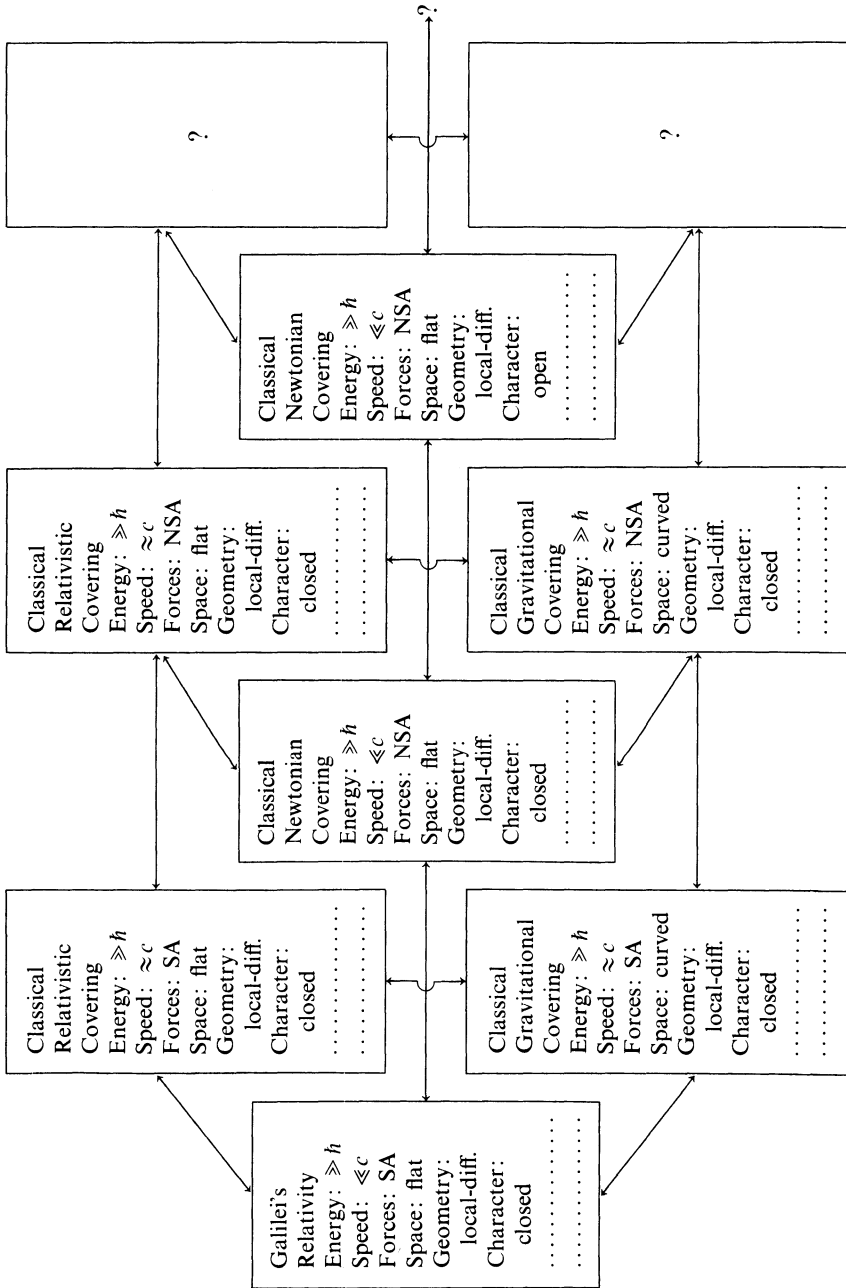 Galilei's
Relativity
Energy: ≫ ℏ
Speed: ≪ c
Forces: SA
Space: flat
Geometry:
local-diff.
Character:
closed
. . . . . . . . . . . . . . .
. . . . . . . . . . . . . . .
Classical
Gravitational
Covering
Energy: ≫ ℏ
Speed: ≈ c
Forces: SA
Space: curved
Geometry:
local-diff.
Character:
closed
. . . . . . . . . . . . . . .
. . . . . . . . . . . . . . .
Classical
Relativistic
Covering
Energy: ≫ ℏ
Speed: ≈ c
Forces: SA
Space: flat
Geometry:
local-diff.
Character:
closed
. . . . . . . . . . . . . . .
. . . . . . . . . . . . . . .
Classical
Newtonian
Covering
Energy: ≫ ℏ
Speed: ≪ c
Forces: NSA
Space: flat
Geometry:
local-diff.
Character:
closed
. . . . . . . . . . . . . . .
. . . . . . . . . . . . . . .
Classical
Gravitational
Covering
Energy: ≫ ℏ
Speed: ≈ c
Forces: NSA
Space: curved
Geometry:
local-diff.
Character:
closed
. . . . . . . . . . . . . . .
. . . . . . . . . . . . . . .
Classical
Relativistic
Covering
Energy: ≫ ℏ
Speed: ≈ c
Forces: NSA
Space: flat
Geometry:
local-diff.
Character:
closed
. . . . . . . . . . . . . . .
. . . . . . . . . . . . . . .
Classical
Newtonian
Covering
Energy: ≫ ℏ
Speed: ≪ c
Forces: NSA
Space: flat
Geometry:
local-diff.
Character:
open
. . . . . . . . . . . . . . .
. . . . . . . . . . . . . . .
?
?
?